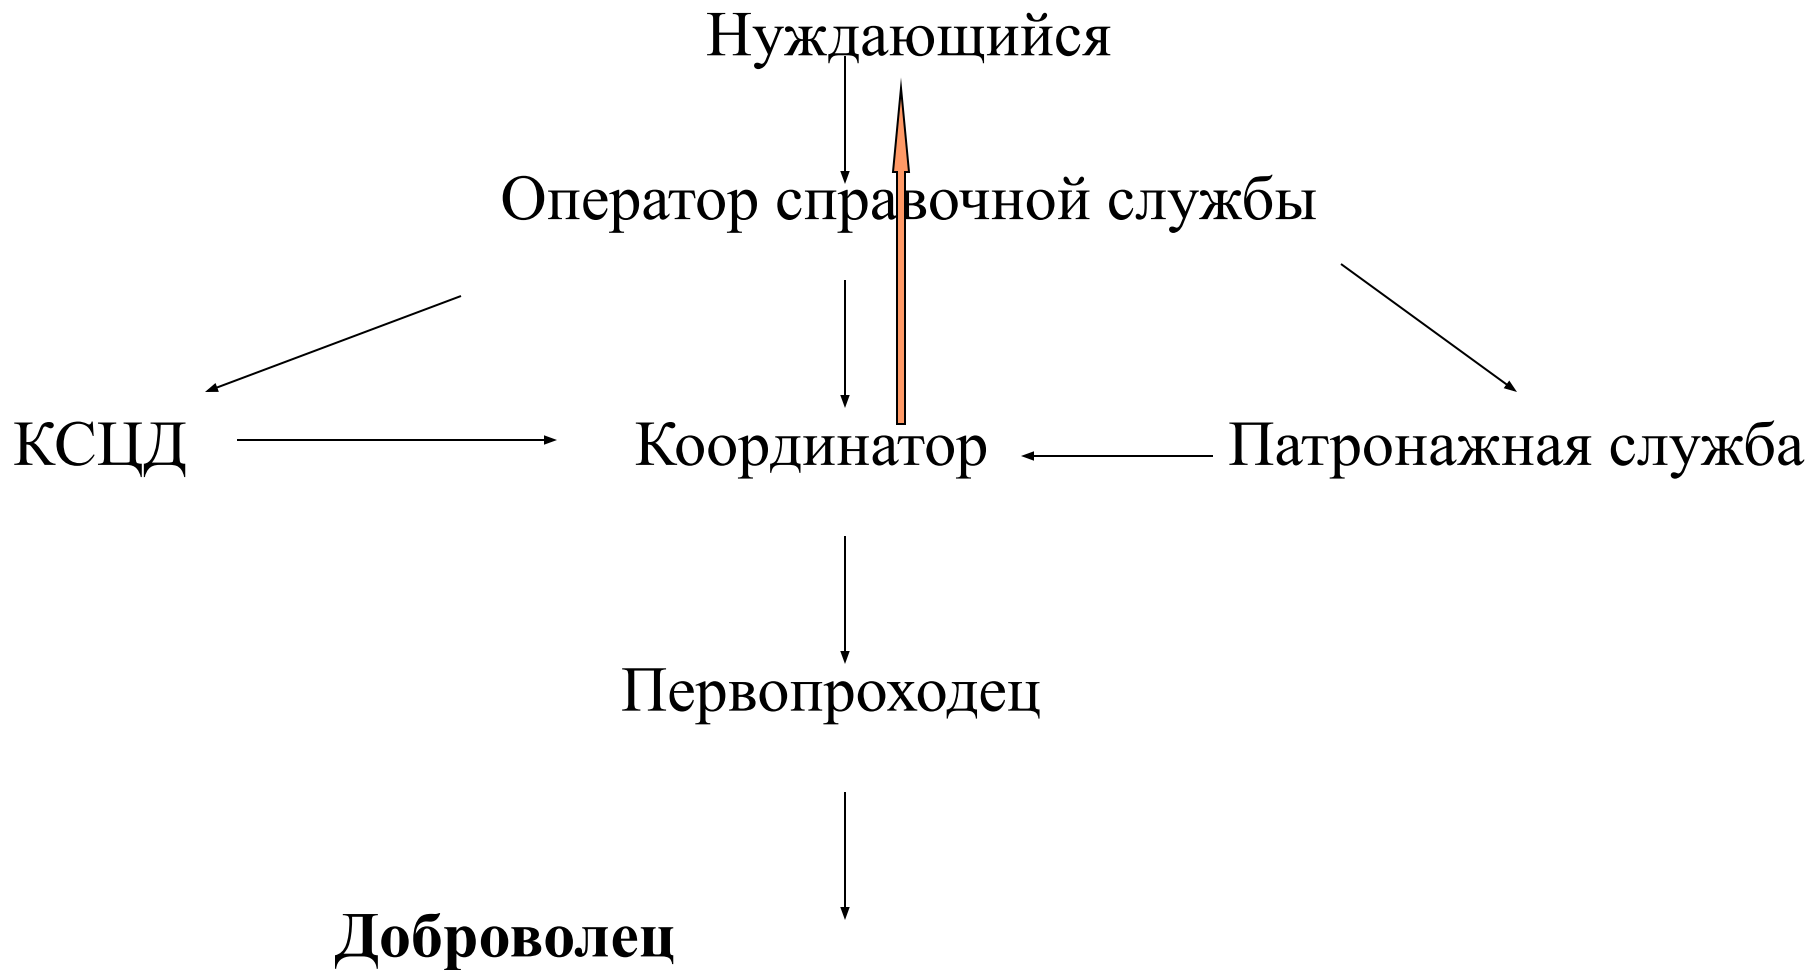 Нуждающийся
Оператор справочной службы
КСЦД Координатор Патронажная служба
Первопроходец
Доброволец